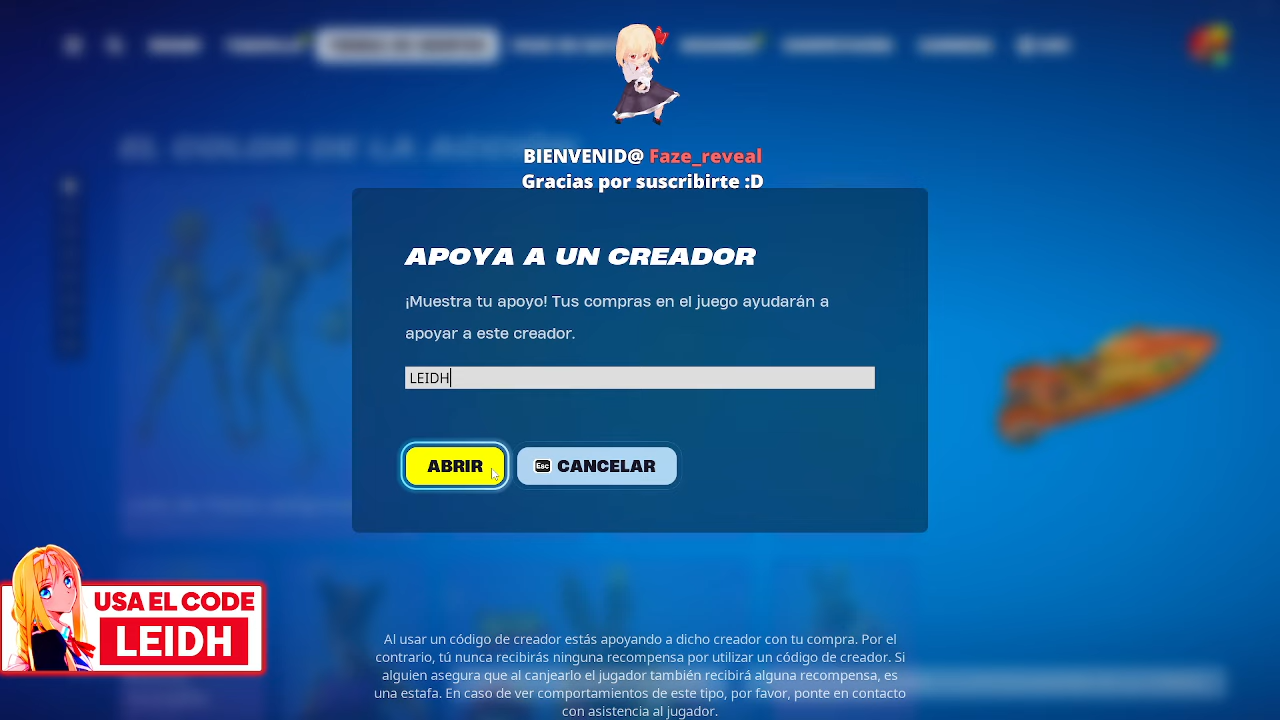 BIENVENID@ Faze_reveal
Gracias por suscribirte :D
APOYA A UN CREADOR
¡Muestra tu apoyo! Tus compras en el juego ayudarán a
apoyar a este creador.
LEIDH
ABRIR
Esc CANCELAR
USA EL CODE
LEIDH
Al usar un código de creador estás apoyando a dicho creador con tu compra. Por el
contrario, tú nunca recibirás ninguna recompensa por utilizar un código de creador. Si
alguien asegura que al canjearlo el jugador también recibirá alguna recompensa, es
una estafa. En caso de ver comportamientos de este tipo, por favor, ponte en contacto
con asistencia al jugador.